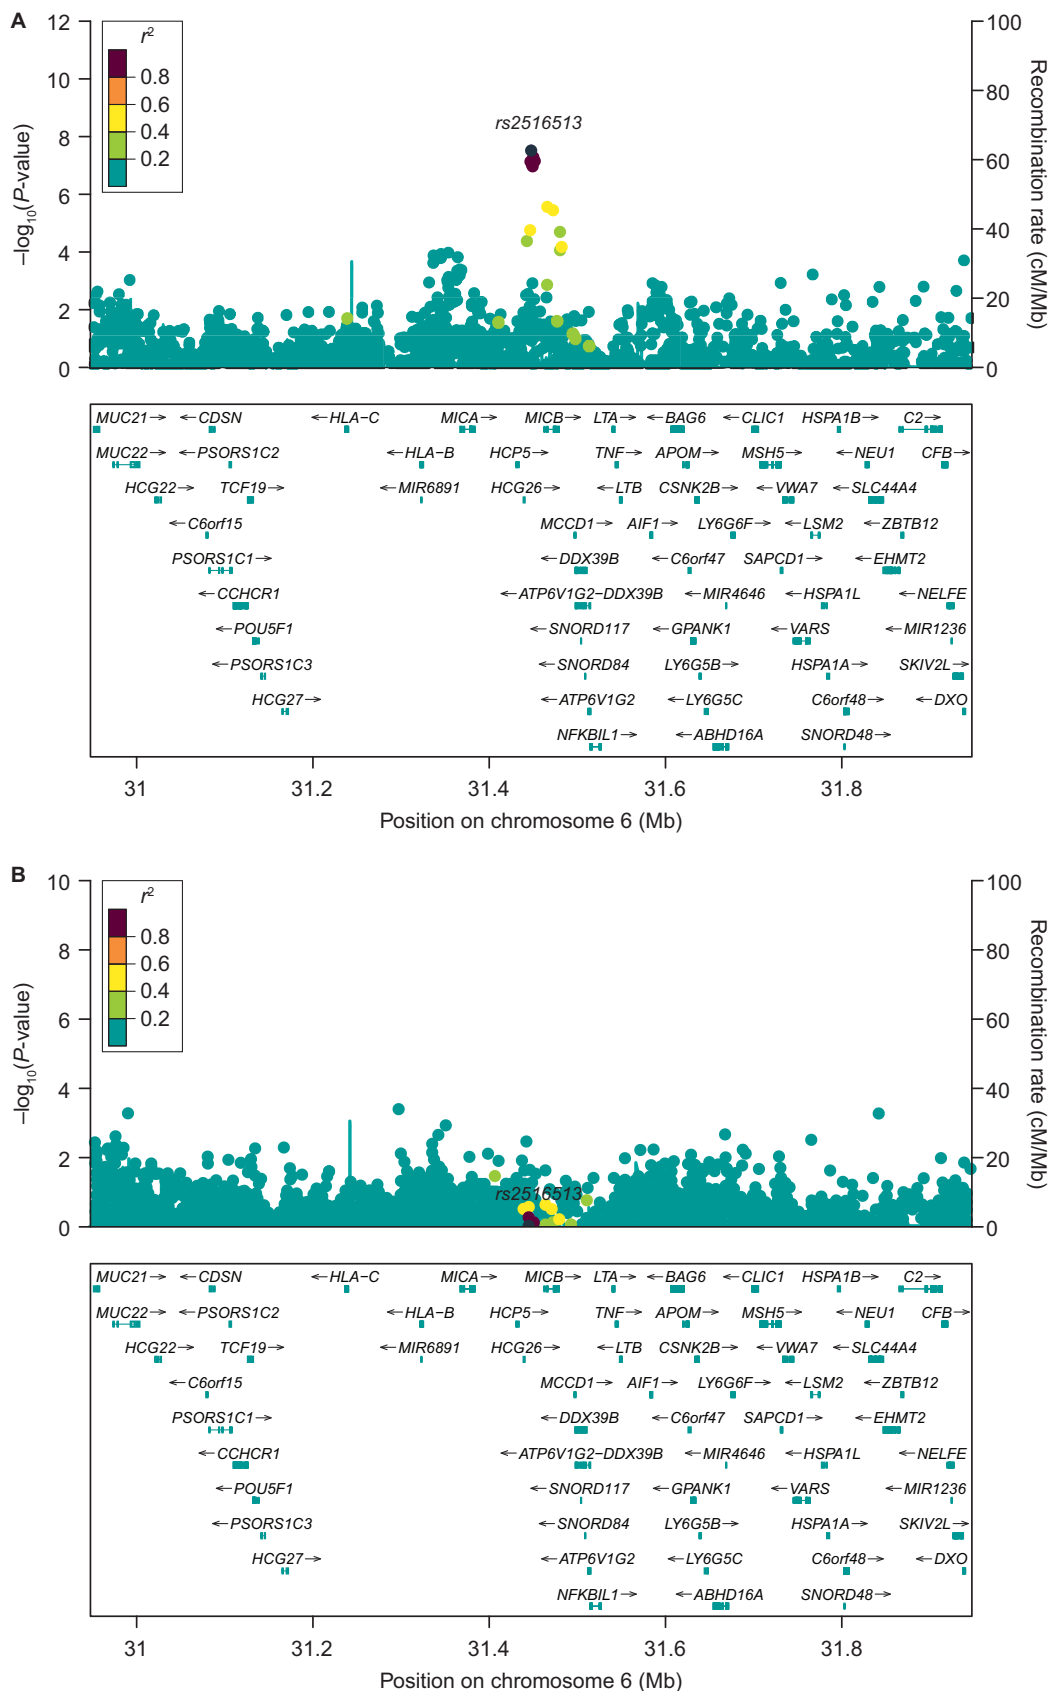 A
12
10
8
6
4
2
0
–log10(P-value)
r2
0.8
0.6
0.4
0.2
rs2516513
100
80
60
40
20
0
Recombination rate (cM/Mb)
MUC21→ ←CDSN ←HLA−C MICA→ MICB→ LTA→ ←BAG6 ←CLIC1 HSPA1B→ C2→
MUC22→ ←PSORS1C2 ←HLA−B HCP5→ TNF→ APOM→ MSH5→ ←NEU1 CFB→
HCG22→ TCF19→ ←MIR6891 HCG26→ ←LTB CSNK2B→ ←VWA7 ←SLC44A4
←C6orf15 MCCD1→ AIF1→ LY6G6F→ ←LSM2 ←ZBTB12
PSORS1C1→ ←DDX39B ←C6orf47 SAPCD1→ ←EHMT2
←CCHCR1 ←ATP6V1G2−DDX39B ←MIR4646 ←HSPA1L ←NELFE
←POU5F1 ←SNORD117 ←GPANK1 ←VARS ←MIR1236
←PSORS1C3 ←SNORD84 LY6G5B→ HSPA1A→ SKIV2L→
HCG27→ ←ATP6V1G2 ←LY6G5C C6orf48→ ←DXO
NFKBIL1→ ←ABHD16A SNORD48→
31 31.2 31.4 31.6 31.8
Position on chromosome 6 (Mb)
B
10
8
6
4
2
0
–log10(P-value)
r2
0.8
0.6
0.4
0.2
rs2516513
100
80
60
40
20
0
Recombination rate (cM/Mb)
MUC21→ ←CDSN ←HLA−C MICA→ MICB→ LTA→ ←BAG6 ←CLIC1 HSPA1B→ C2→
MUC22→ ←PSORS1C2 ←HLA−B HCP5→ TNF→ APOM→ MSH5→ ←NEU1 CFB→
HCG22→ TCF19→ ←MIR6891 HCG26→ ←LTB CSNK2B→ ←VWA7 ←SLC44A4
←C6orf15 MCCD1→ AIF1→ LY6G6F→ ←LSM2 ←ZBTB12
PSORS1C1→ ←DDX39B ←C6orf47 SAPCD1→ ←EHMT2
←CCHCR1 ←ATP6V1G2−DDX39B ←MIR4646 ←HSPA1L ←NELFE
←POU5F1 ←SNORD117 ←GPANK1 ←VARS ←MIR1236
←PSORS1C3 ←SNORD84 LY6G5B→ HSPA1A→ SKIV2L→
HCG27→ ←ATP6V1G2 ←LY6G5C C6orf48→ ←DXO
NFKBIL1→ ←ABHD16A SNORD48→
31 31.2 31.4 31.6 31.8
Position on chromosome 6 (Mb)